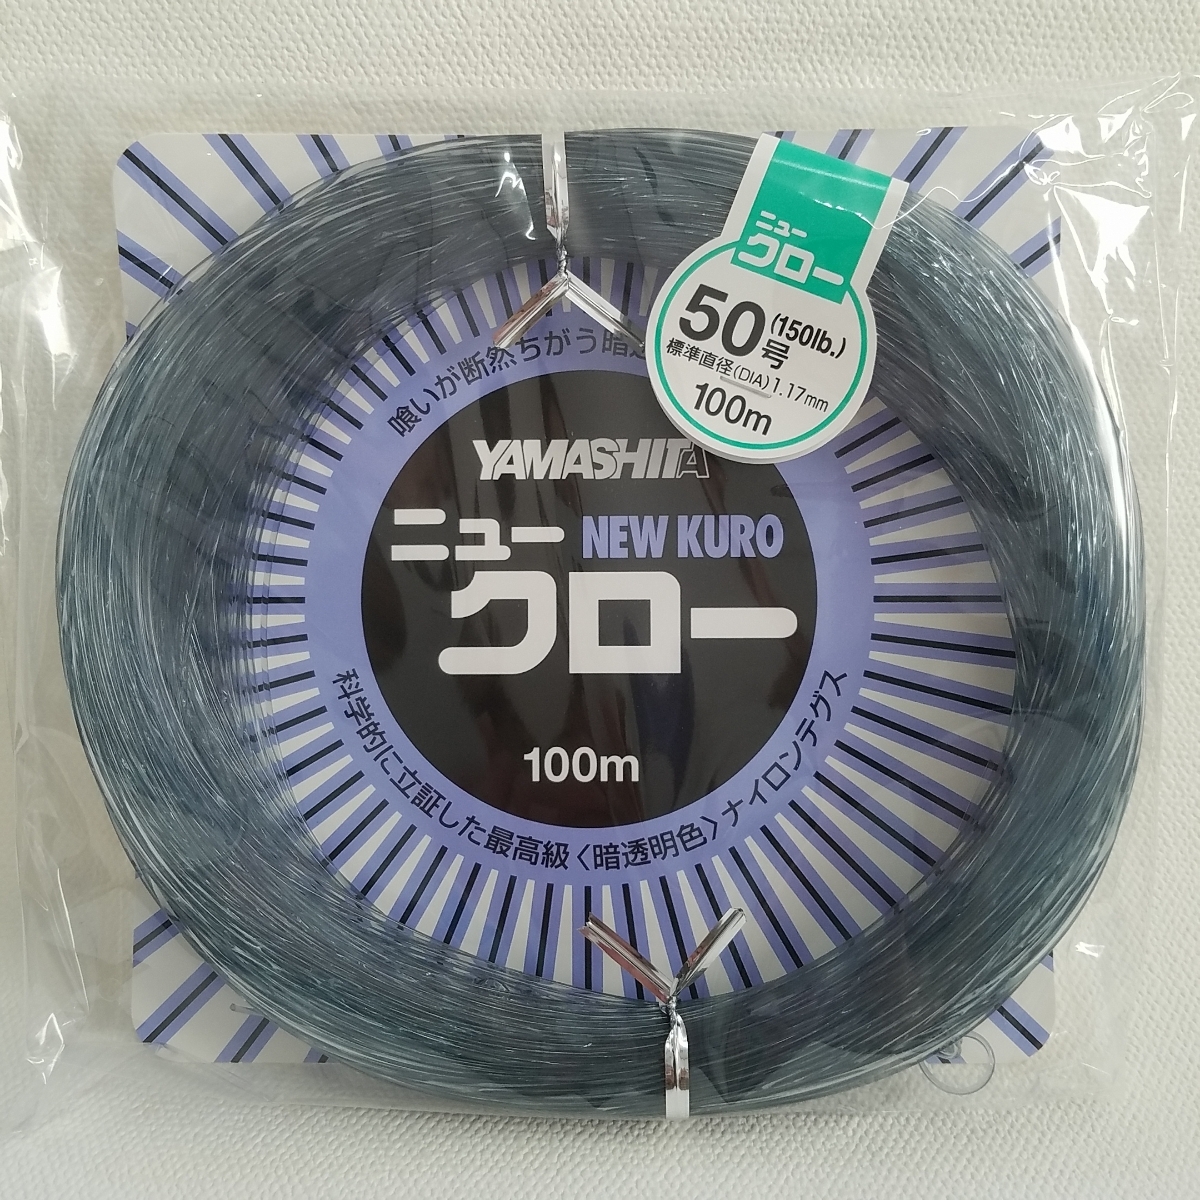 ニュー
クロー
50号
(150lb.)
標準直径(DIA)1.17mm
100m
喰いが断然ちがう暗透
YAMASHITA
ニュー NEW KURO
クロー
100m
科学的に立証した最高級〈暗透明色〉ナイロンテグス